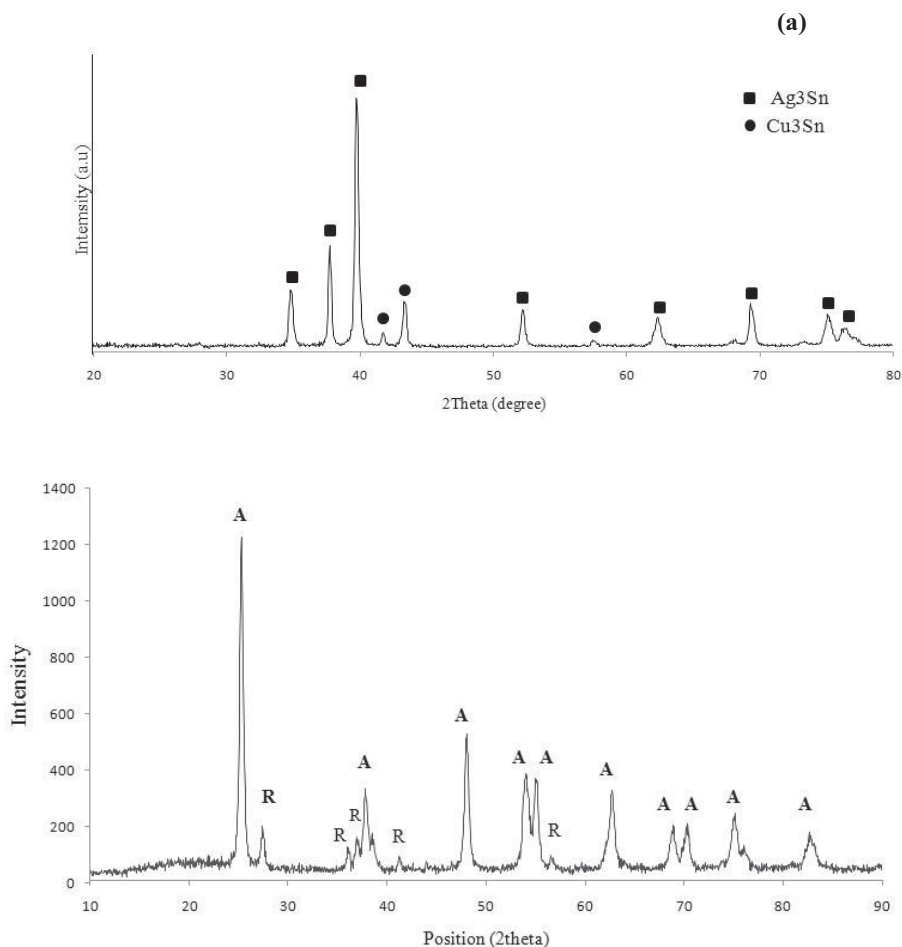 (a)
■ Ag3Sn
● Cu3Sn
Intemsity (a.u)
20 30 40 50 60 70 80
2Theta (degree)
1400
1200
1000
800
600
400
200
0
Intensity
A
R
R
R
A
R
A
A
A
R
A
A
A
A
A
10 20 30 40 50 60 70 80 90
Position (2theta)